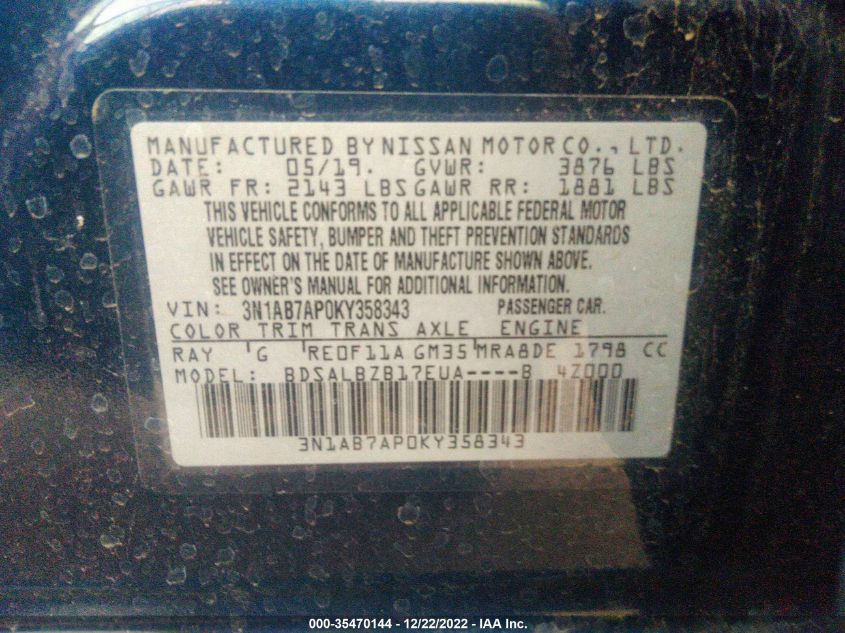 MANUFACTURED BY NISSAN MOTOR CO., LTD.
DATE: 05/19. GVWR: 3876 LBS
GAWR FR: 2143 LBS GAWR RR: 1881 LBS
THIS VEHICLE CONFORMS TO ALL APPLICABLE FEDERAL MOTOR
VEHICLE SAFETY, BUMPER AND THEFT PREVENTION STANDARDS
IN EFFECT ON THE DATE OF MANUFACTURE SHOWN ABOVE.
SEE OWNER'S MANUAL FOR ADDITIONAL INFORMATION.
VIN: 3N1AB7AP0KY358343 PASSENGER CAR.
COLOR TRIM TRANS AXLE ENGINE
RAY 'G 'RE0F11A GM35'MRA8DE 1798 CC
MODEL: BDSALBZB17EUA----B 4Z000
3N1AB7AP0KY358343
000-35470144 - 12/22/2022 - IAA Inc.